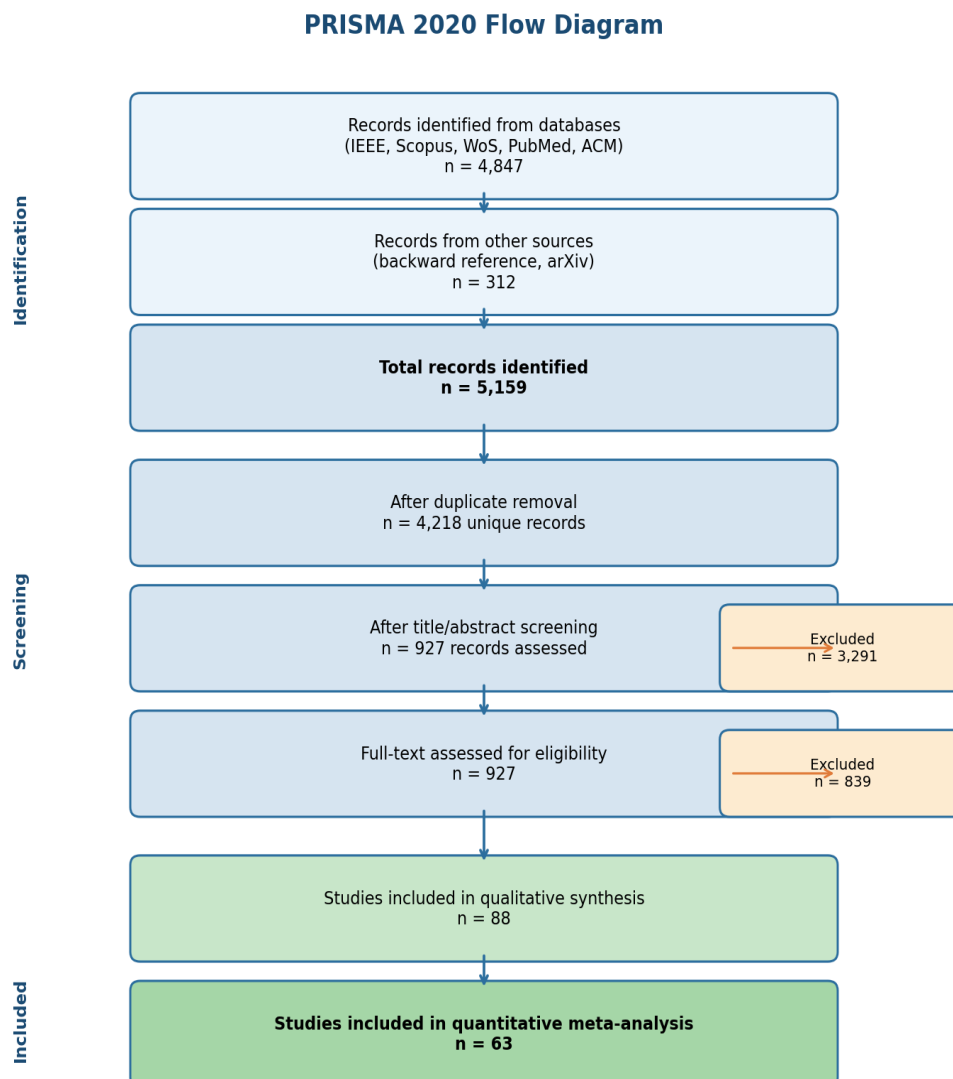 PRISMA 2020 Flow Diagram
Identification
Records identified from databases
(IEEE, Scopus, WoS, PubMed, ACM)
n = 4,847
Records from other sources
(backward reference, arXiv)
n = 312
Total records identified
n = 5,159
Screening
After duplicate removal
n = 4,218 unique records
After title/abstract screening
n = 927 records assessed
Excluded
n = 3,291
Full-text assessed for eligibility
n = 927
Excluded
n = 839
Included
Studies included in qualitative synthesis
n = 88
Studies included in quantitative meta-analysis
n = 63